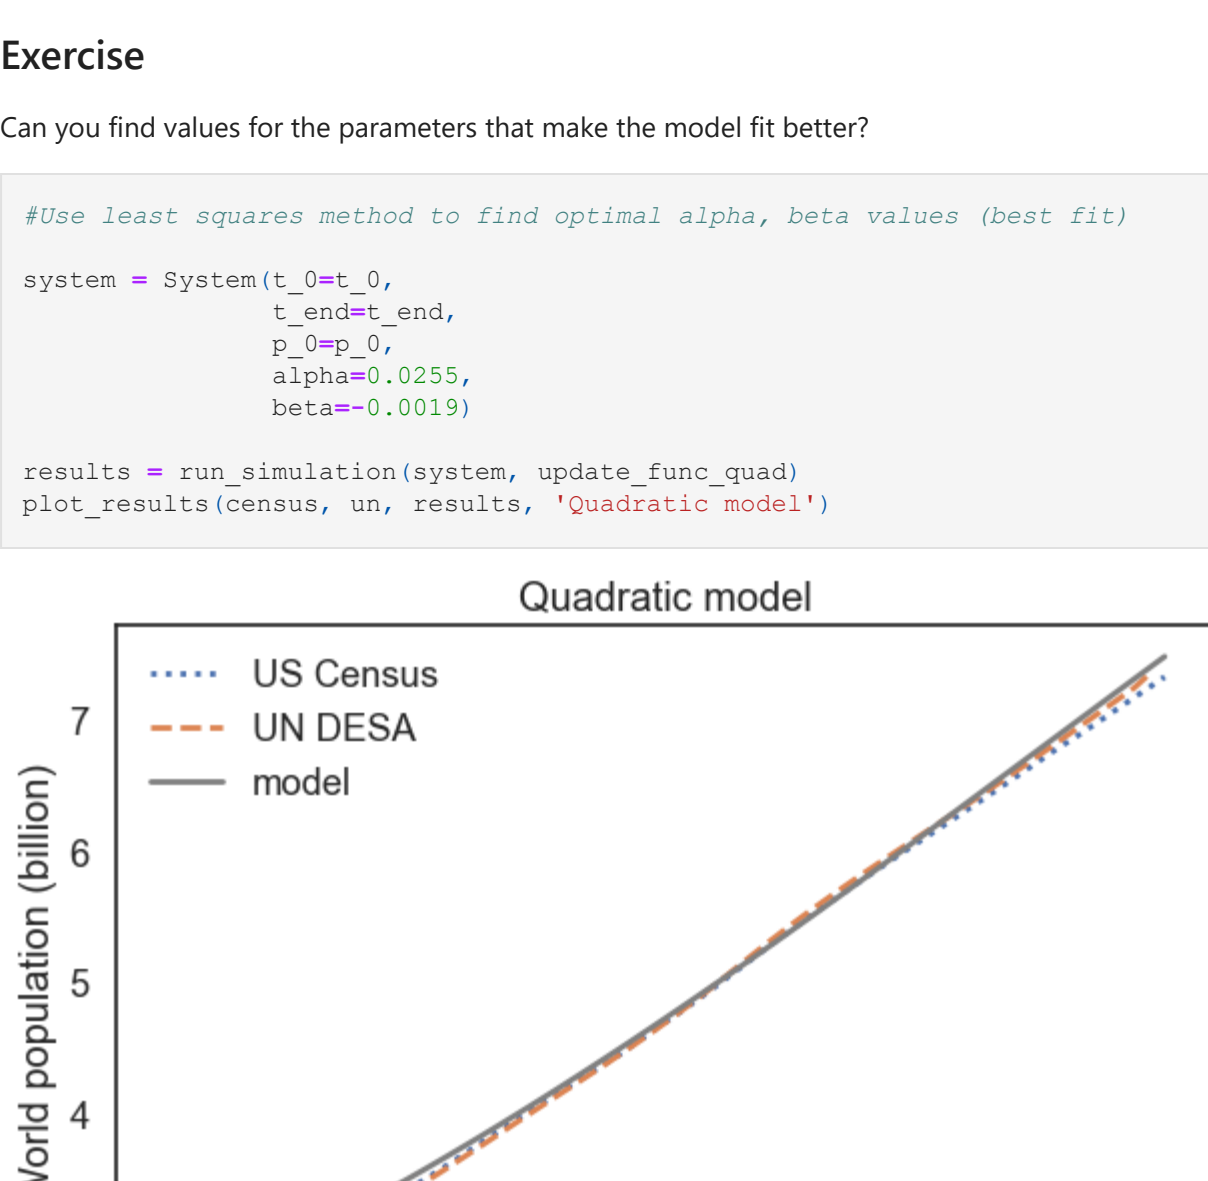 Exercise
Can you find values for the parameters that make the model fit better?
#Use least squares method to find optimal alpha, beta values (best fit)
system = System(t_0=t_0,
t_end=t_end,
p_0=p_0,
alpha=0.0255,
beta=-0.0019)
results = run_simulation(system, update_func_quad)
plot_results(census, un, results, 'Quadratic model')
Quadratic model
US Census
UN DESA
model
7
6
5
4
World population (billion)